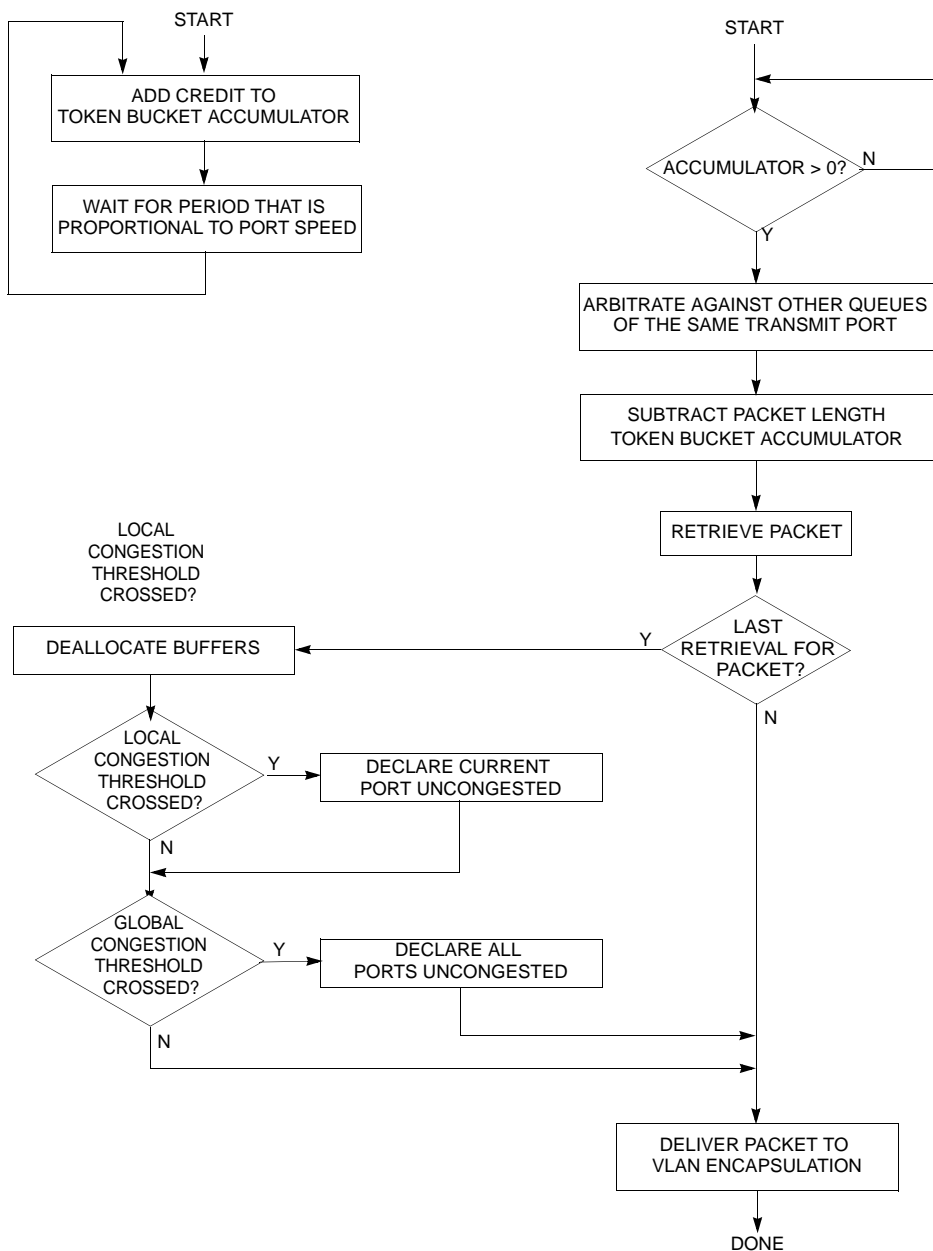 START
ADD CREDIT TO
TOKEN BUCKET ACCUMULATOR
WAIT FOR PERIOD THAT IS
PROPORTIONAL TO PORT SPEED
START
ACCUMULATOR > 0?
N
Y
ARBITRATE AGAINST OTHER QUEUES
OF THE SAME TRANSMIT PORT
SUBTRACT PACKET LENGTH
TOKEN BUCKET ACCUMULATOR
RETRIEVE PACKET
LAST
RETRIEVAL FOR
PACKET?
Y
N
LOCAL
CONGESTION
THRESHOLD
CROSSED?
DEALLOCATE BUFFERS
LOCAL
CONGESTION
THRESHOLD
CROSSED?
Y
DECLARE CURRENT
PORT UNCONGESTED
N
GLOBAL
CONGESTION
THRESHOLD
CROSSED?
Y
DECLARE ALL
PORTS UNCONGESTED
N
DELIVER PACKET TO
VLAN ENCAPSULATION
DONE